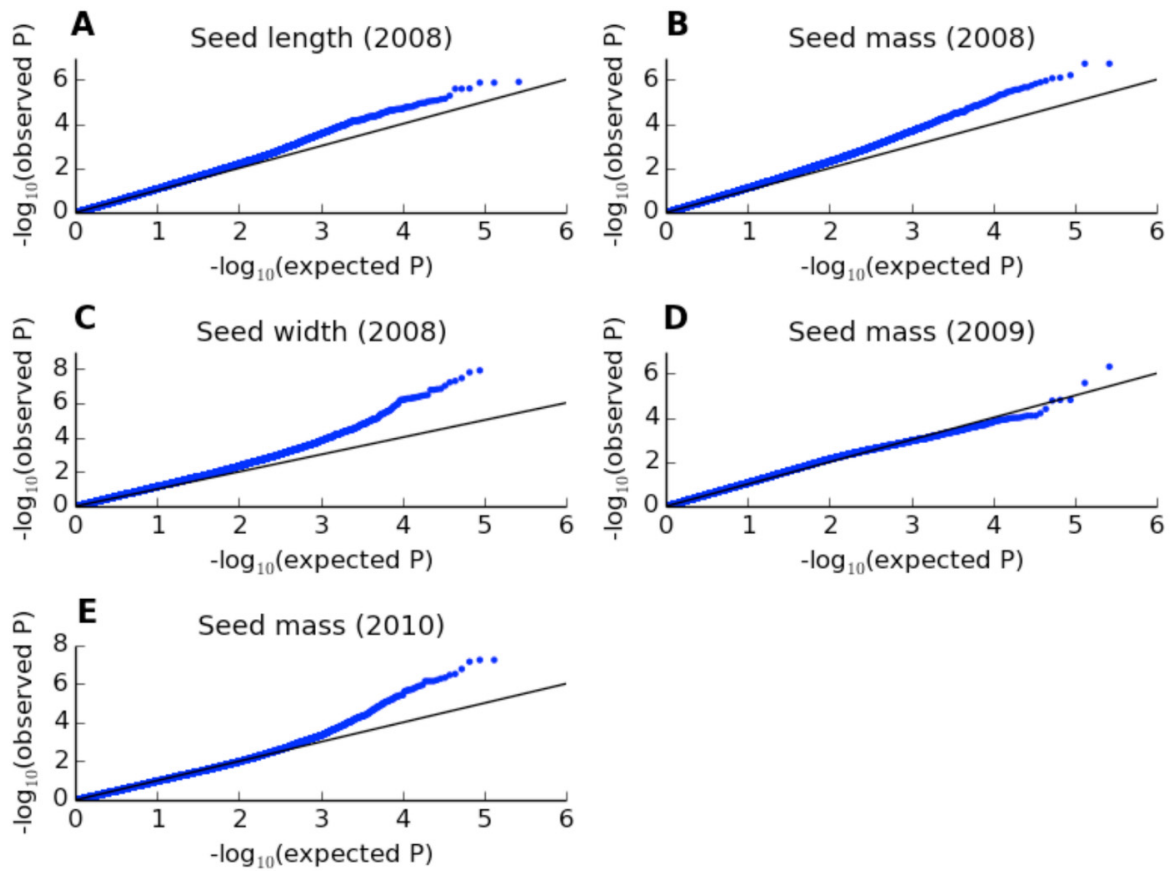 A
Seed length (2008)
-log10(observed P)
6
4
2
0
0 1 2 3 4 5 6
-log10(expected P)
B
Seed mass (2008)
-log10(observed P)
6
4
2
0
0 1 2 3 4 5 6
-log10(expected P)
C
Seed width (2008)
-log10(observed P)
8
6
4
2
0
0 1 2 3 4 5 6
-log10(expected P)
D
Seed mass (2009)
-log10(observed P)
6
4
2
0
0 1 2 3 4 5 6
-log10(expected P)
E
Seed mass (2010)
-log10(observed P)
8
6
4
2
0
0 1 2 3 4 5 6
-log10(expected P)